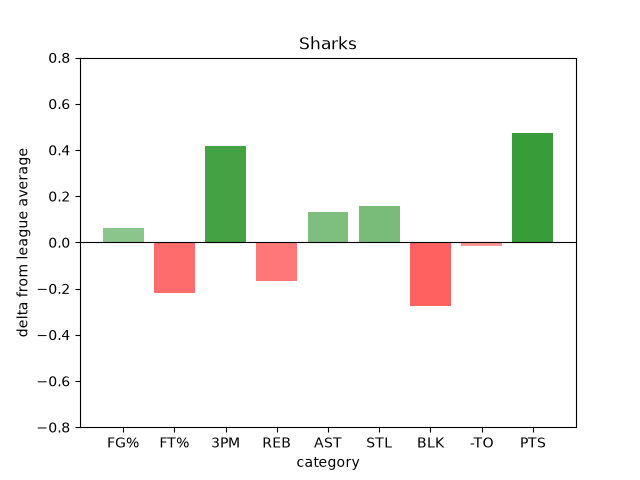 Sharks
0.8
0.6
0.4
0.2
0.0
−0.2
−0.4
−0.6
−0.8
delta from league average
FG% FT% 3PM REB AST STL BLK -TO PTS
category